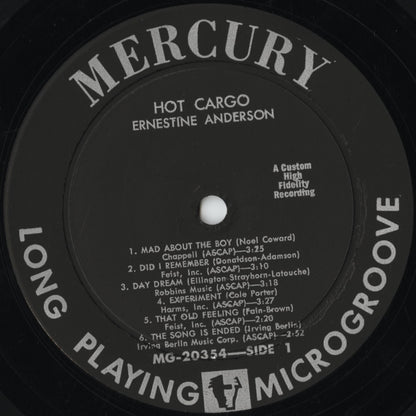 MERCURY
HOT CARGO
ERNESTINE ANDERSON
A Custom
High
Fidelity
Recording
1. MAD ABOUT THE BOY (Noel Coward)
Chappell (ASCAP)—3:25
2. DID I REMEMBER (Donaldson-Adamson)
Feist, Inc. (ASCAP)—3:10
3. DAY DREAM (Ellington-Strayhorn-Latouche)
Robbins Music (ASCAP)—3:18
4. EXPERIMENT (Cole Porter)
Harms, Inc. (ASCAP)—3:27
5. THAT OLD FEELING (Fain-Brown)
Feist, Inc. (ASCAP)—2:20
6. THE SONG IS ENDED (Irving Berlin)
Irving Berlin Music Corp. (ASCAP)—2:52
MG-20354—SIDE 1
LONG PLAYING MICROGROOVE